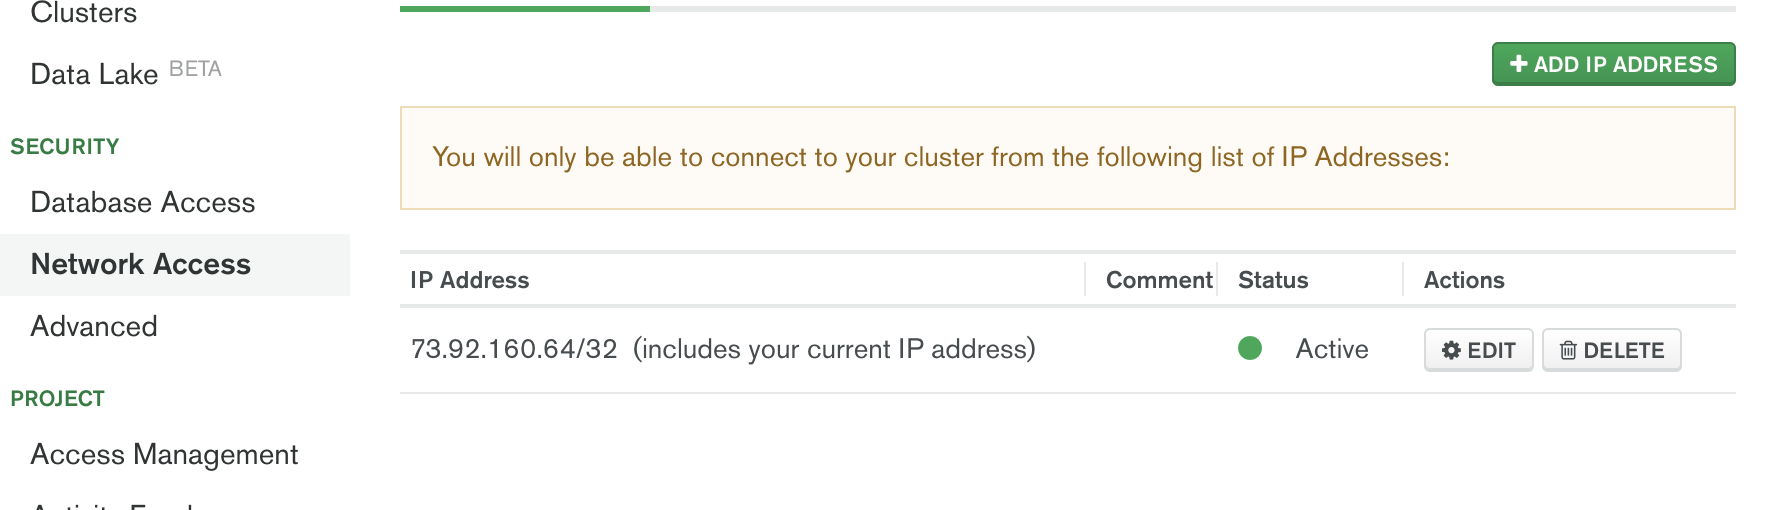 Clusters
Data Lake BETA
SECURITY
Database Access
Network Access
Advanced
PROJECT
Access Management
+ ADD IP ADDRESS
You will only be able to connect to your cluster from the following list of IP Addresses:
IP Address Comment Status Actions
73.92.160.64/32 (includes your current IP address) Active EDIT DELETE